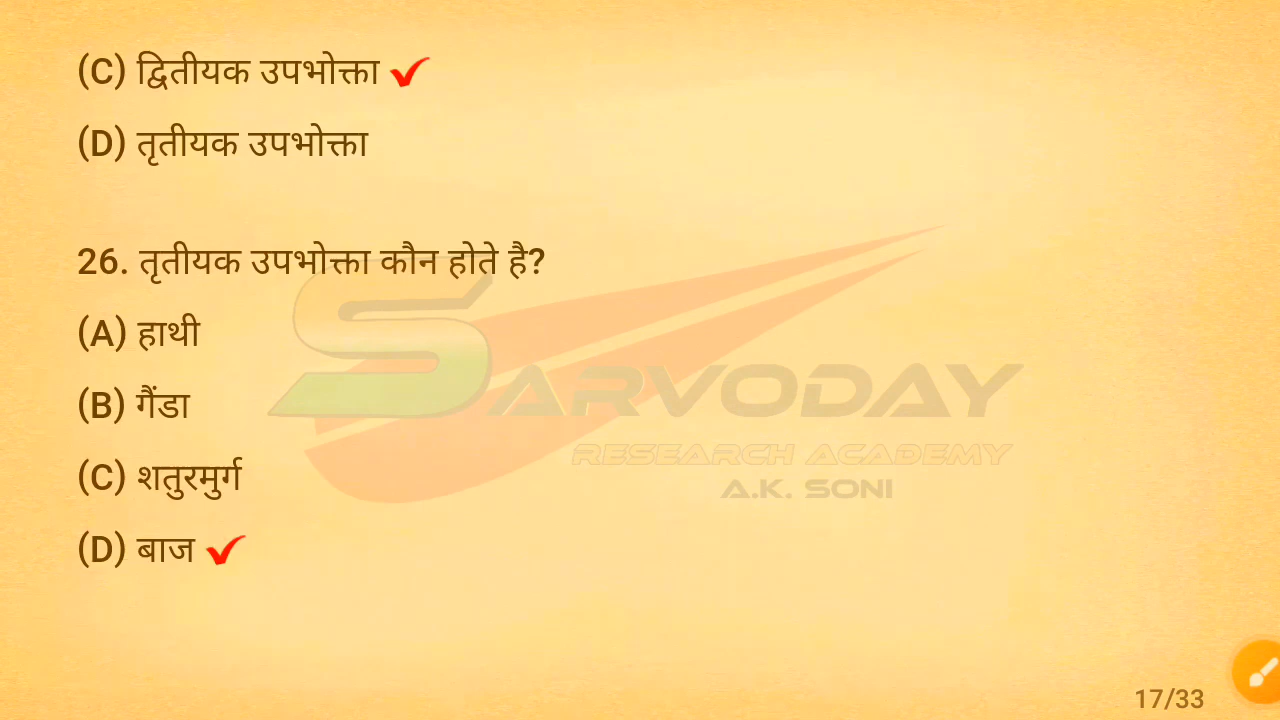 (C) द्वितीयक उपभोक्ता
(D) तृतीयक उपभोक्ता
26. तृतीयक उपभोक्ता कौन होते है?
(A) हाथी
(B) गैंडा
(C) शतुरमुर्ग
(D) बाज
SARVODAY
RESEARCH ACADEMY
A.K. SONI
17/33